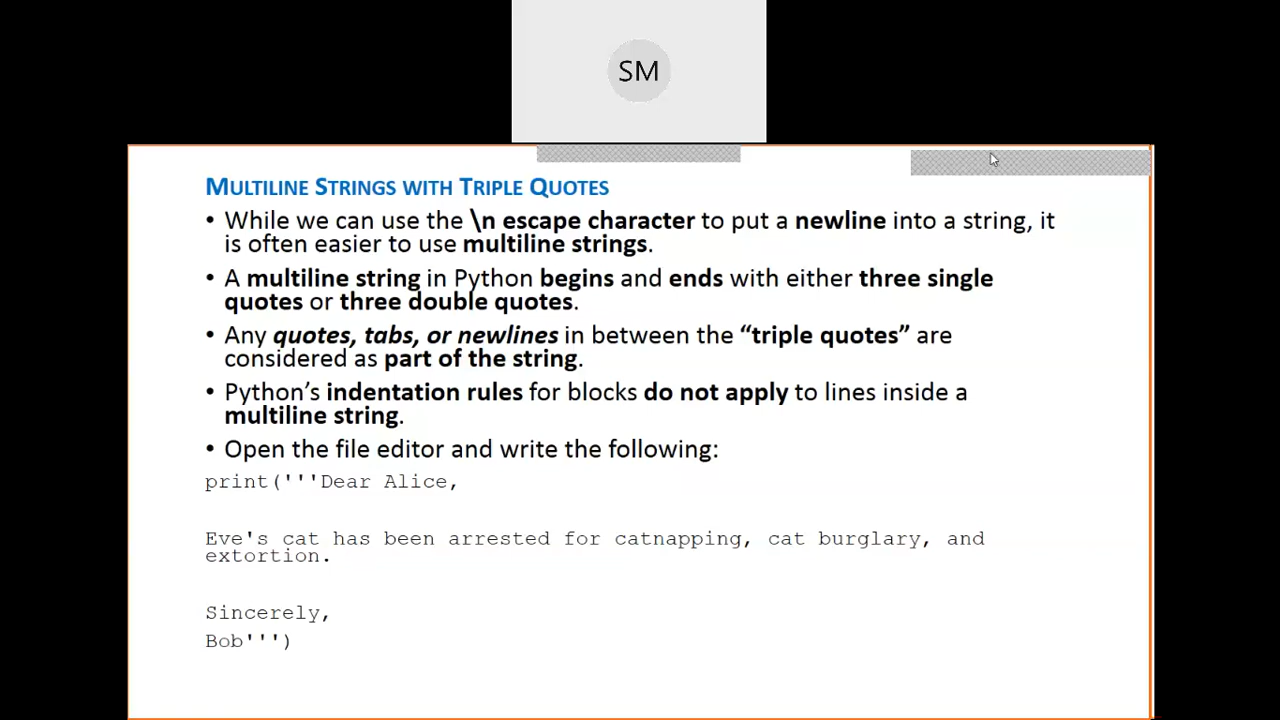 SM
MULTILINE STRINGS WITH TRIPLE QUOTES
• While we can use the \n escape character to put a newline into a string, it
is often easier to use multiline strings.
• A multiline string in Python begins and ends with either three single
quotes or three double quotes.
• Any quotes, tabs, or newlines in between the “triple quotes” are
considered as part of the string.
• Python’s indentation rules for blocks do not apply to lines inside a
multiline string.
• Open the file editor and write the following:
print('''Dear Alice,
Eve's cat has been arrested for catnapping, cat burglary, and
extortion.
Sincerely,
Bob''')